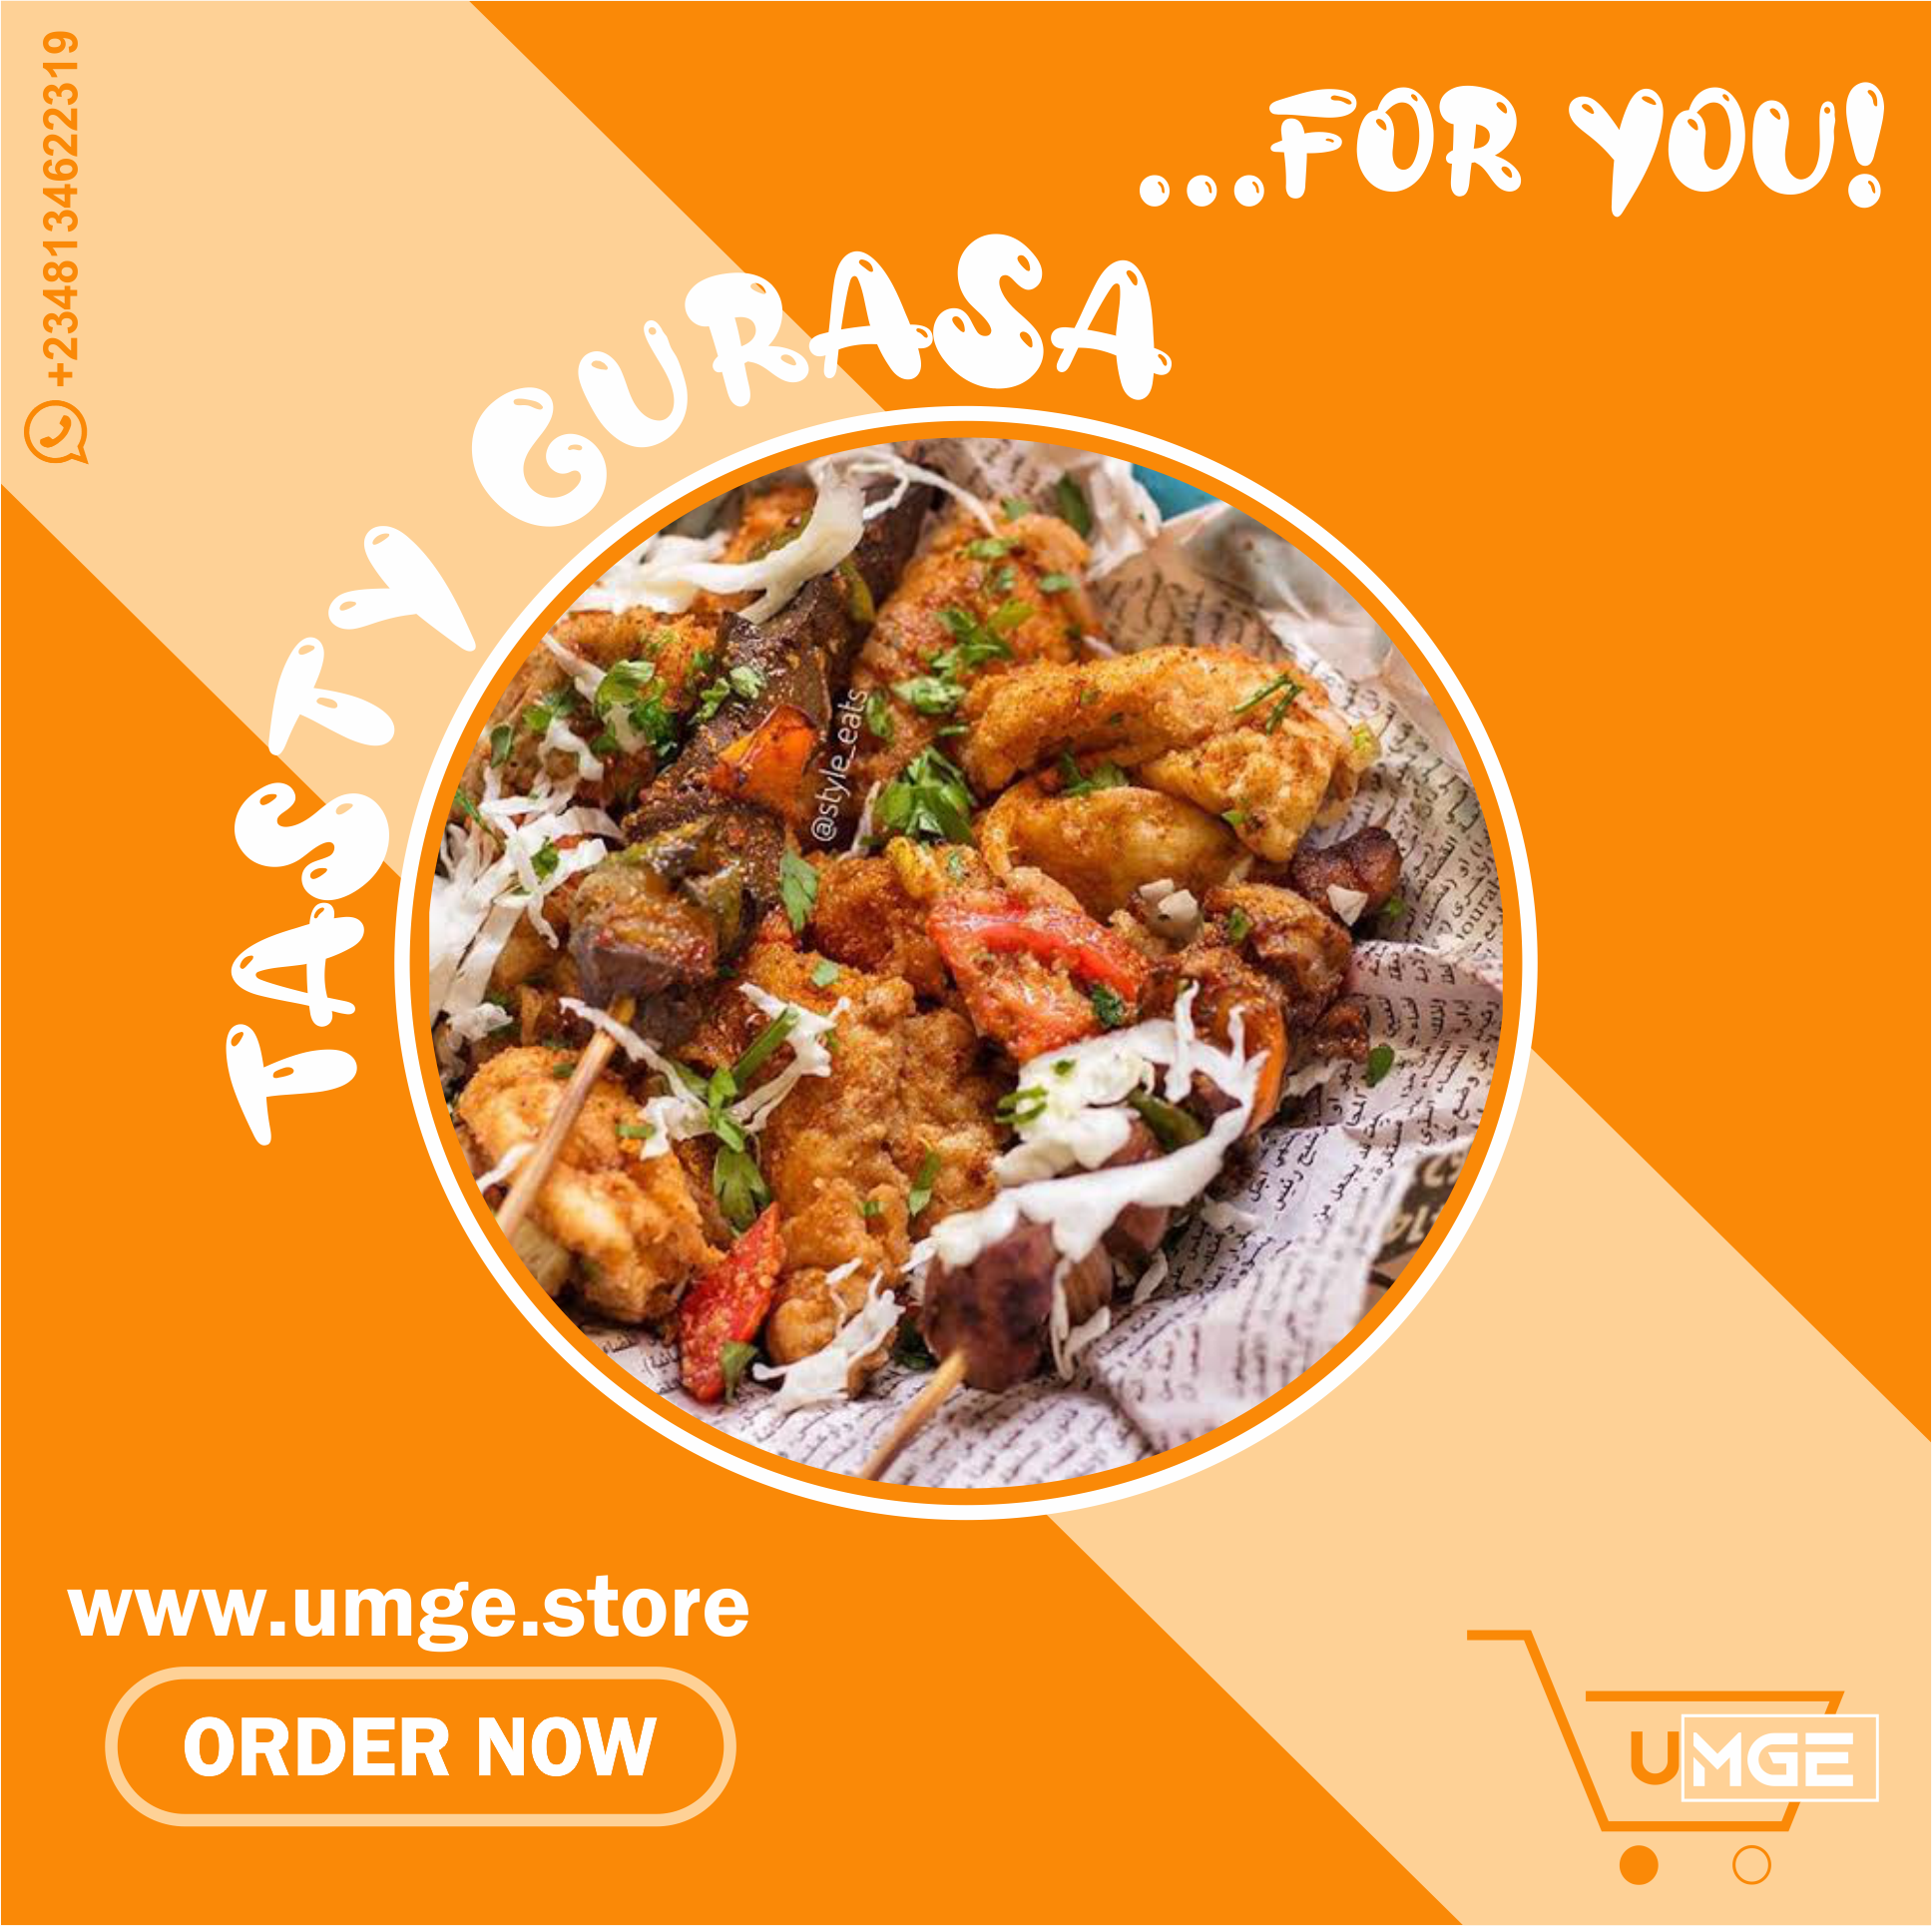 +2348134622319
...FOR YOU!
TASTY GURASA
@style_eats
www.umge.store
ORDER NOW
UMGE